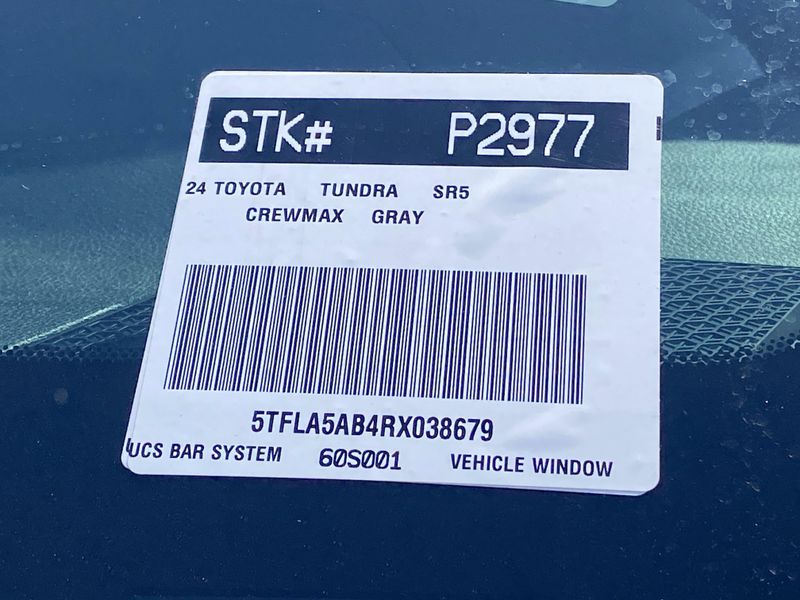 STK# P2977
24 TOYOTA TUNDRA SR5
CREWMAX GRAY
5TFLA5AB4RX038679
UCS BAR SYSTEM 60S001 VEHICLE WINDOW